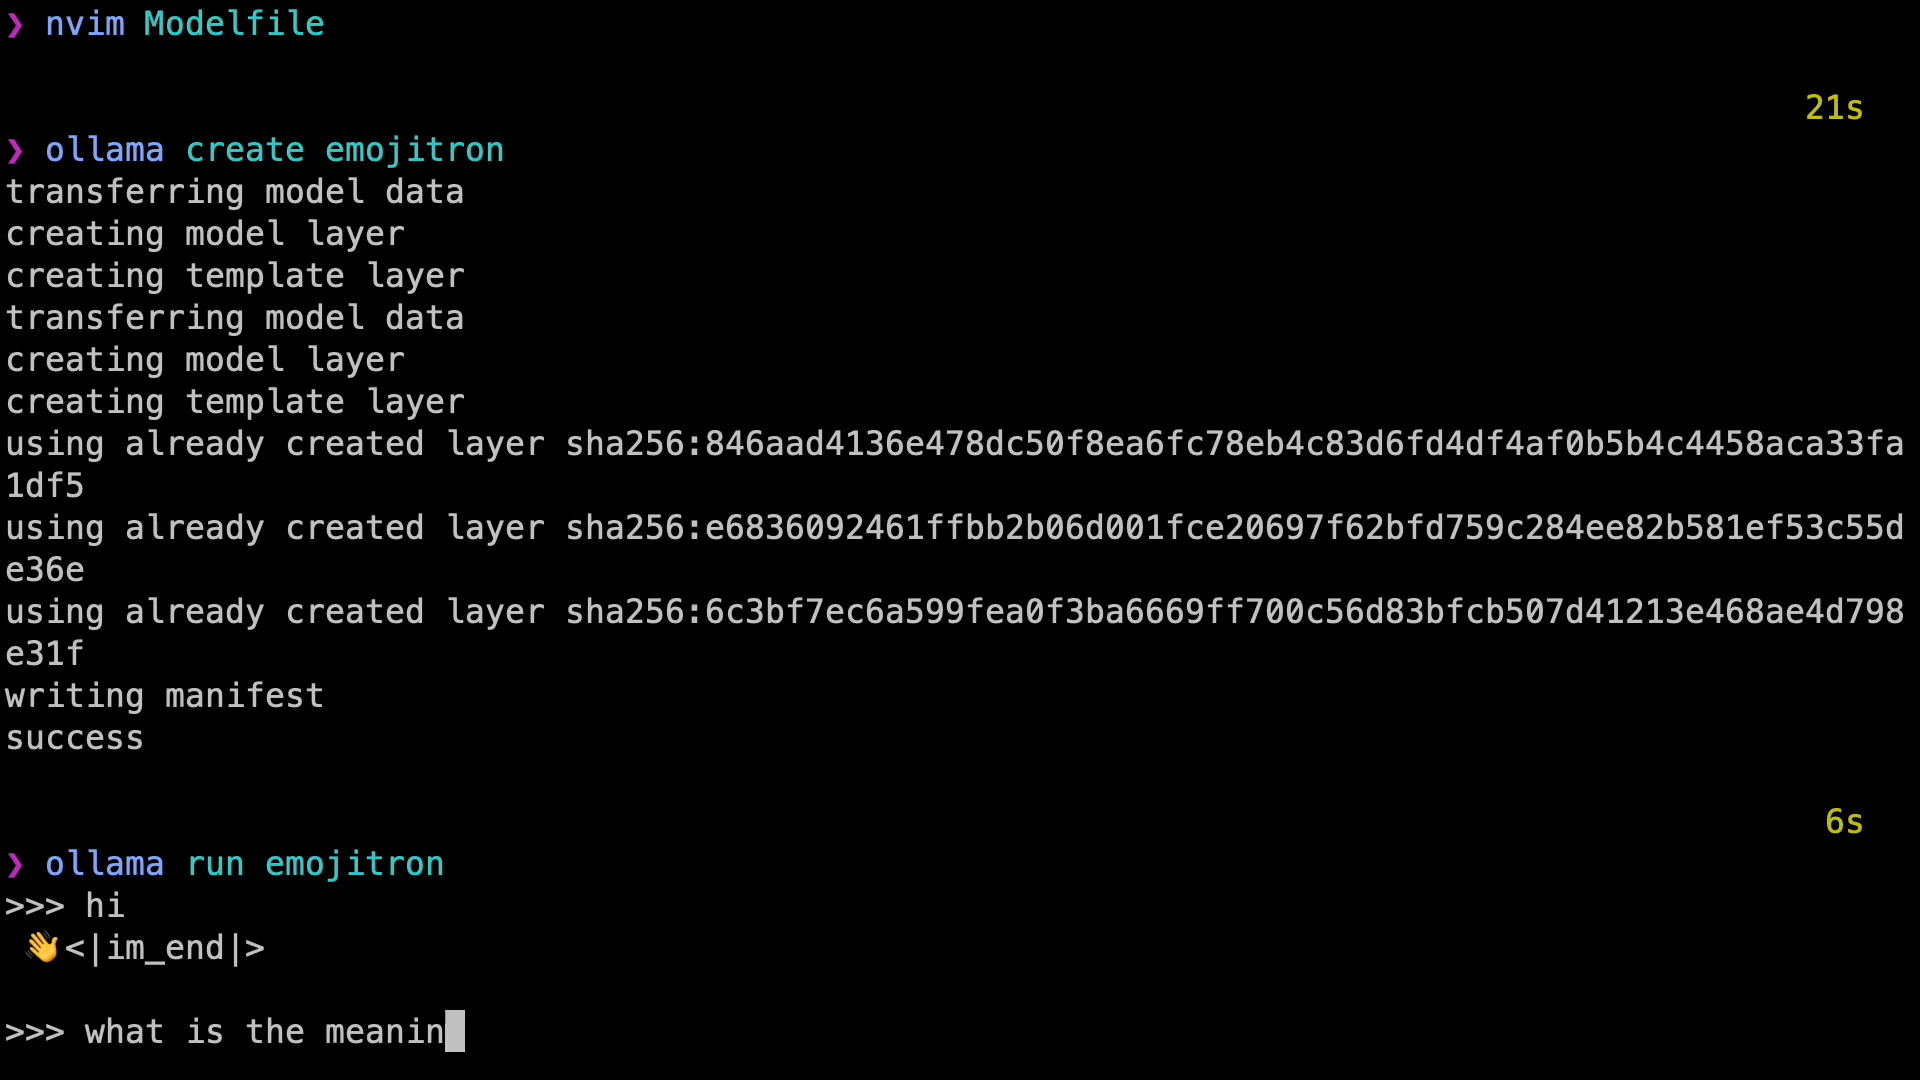 ❯ nvim Modelfile
21s
❯ ollama create emojitron
transferring model data
creating model layer
creating template layer
transferring model data
creating model layer
creating template layer
using already created layer sha256:846aad4136e478dc50f8ea6fc78eb4c83d6fd4df4af0b5b4c4458aca33fa
1df5
using already created layer sha256:e6836092461ffbb2b06d001fce20697f62bfd759c284ee82b581ef53c55d
e36e
using already created layer sha256:6c3bf7ec6a599fea0f3ba6669ff700c56d83bfcb507d41213e468ae4d798
e31f
writing manifest
success
6s
❯ ollama run emojitron
>>> hi
👋<|im_end|>
>>> what is the meanin